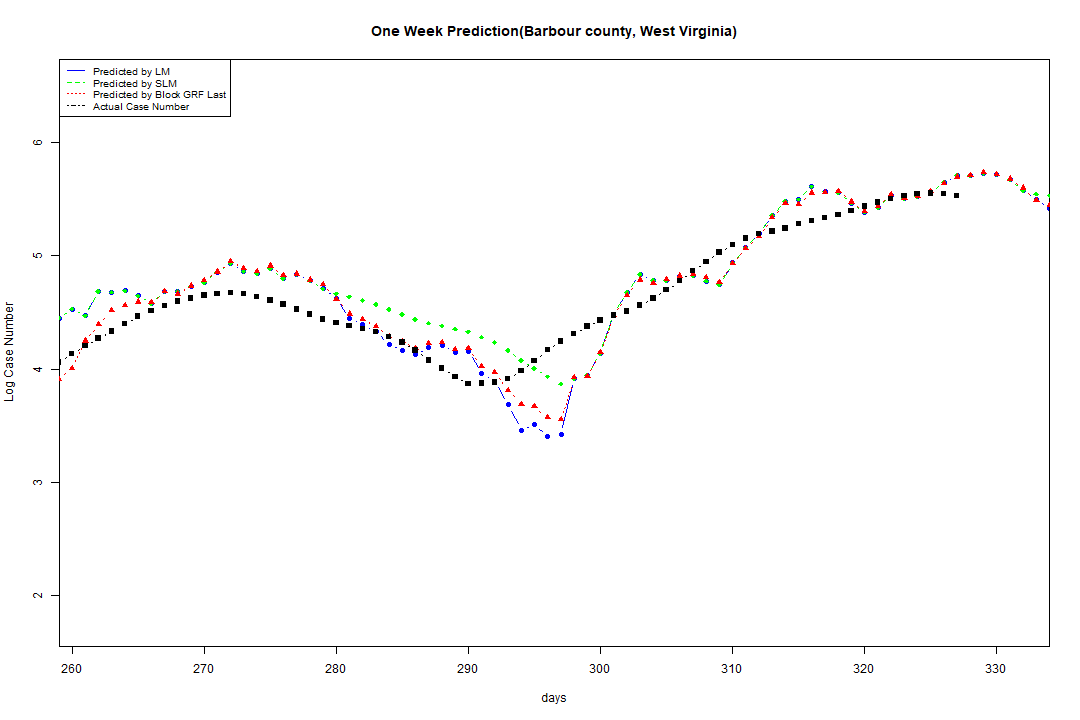 One Week Prediction(Barbour county, West Virginia)
Predicted by LM
Predicted by SLM
Predicted by Block GRF Last
Actual Case Number
6
5
4
3
2
Log Case Number
260 270 280 290 300 310 320 330
days